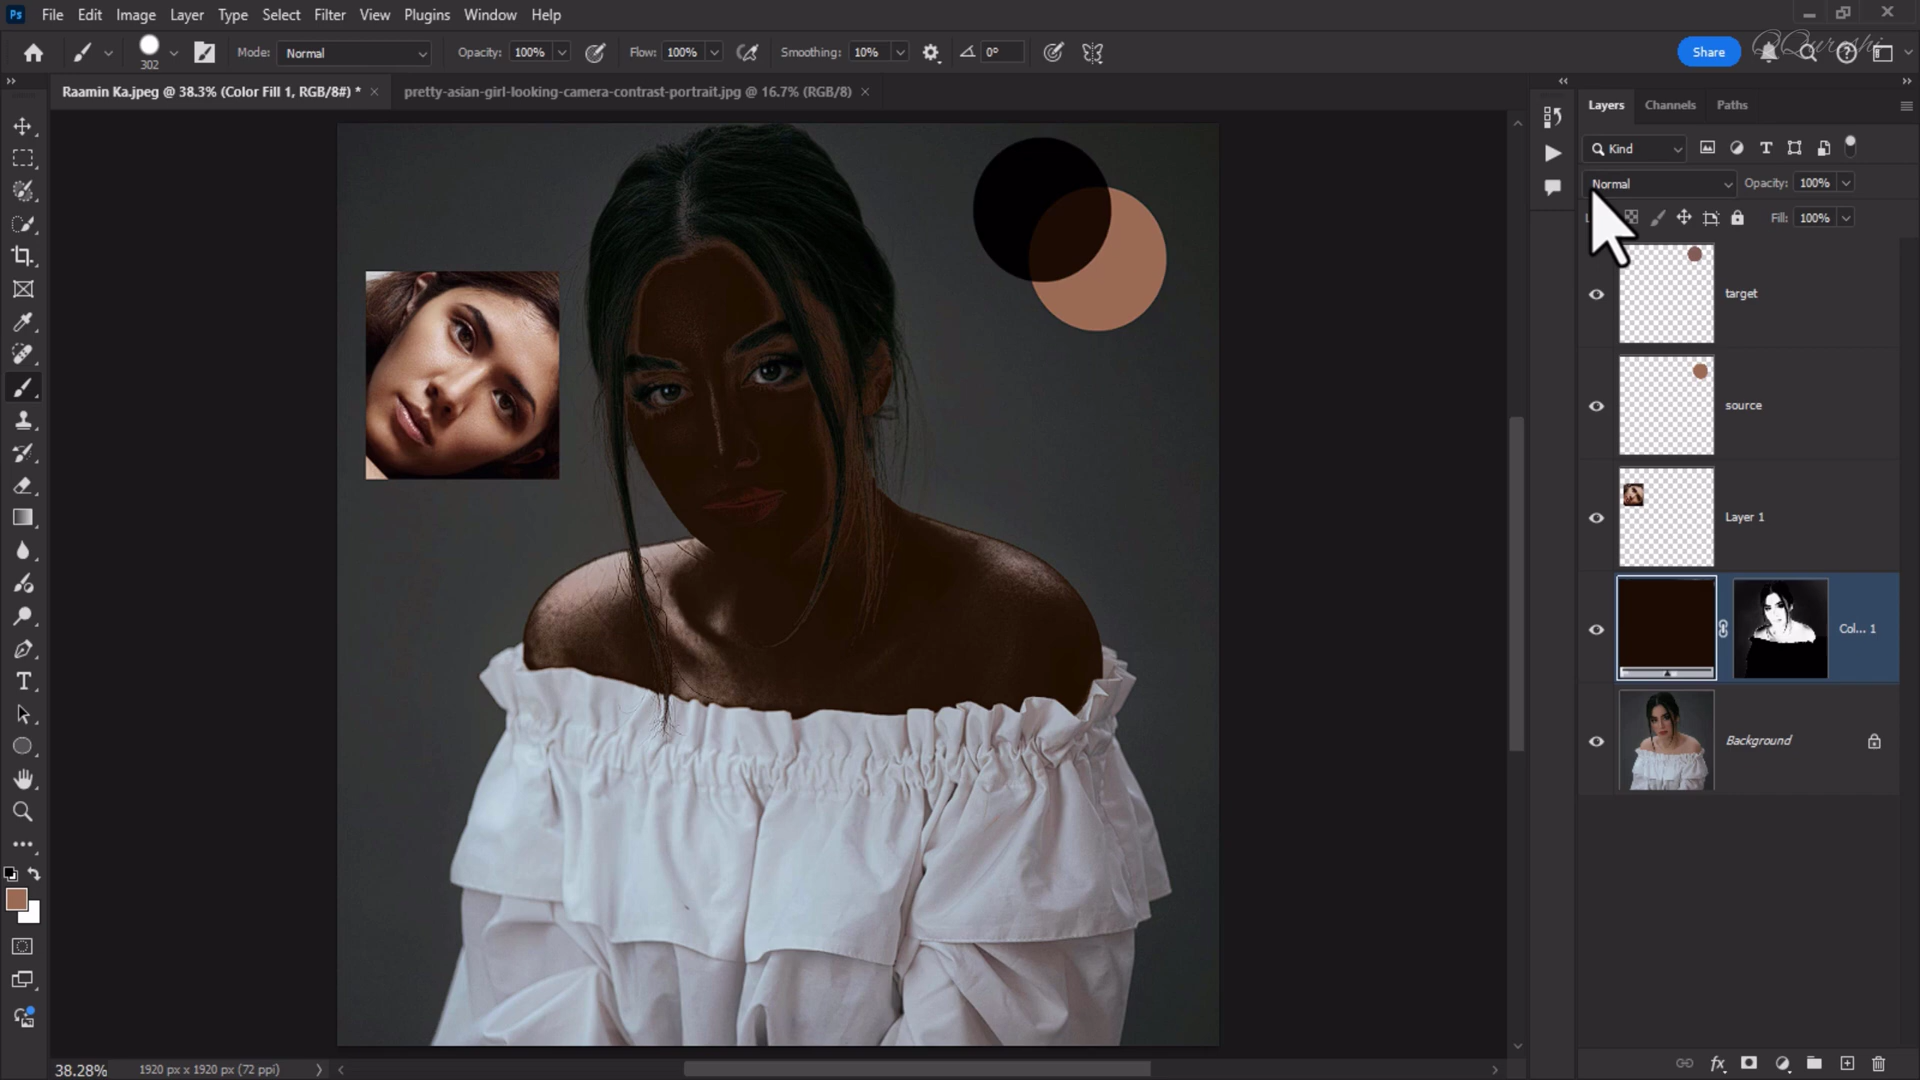 Ps File Edit Image Layer Type Select Filter View Plugins Window Help
302 Mode: Normal Opacity: 100% Flow: 100% Smoothing: 10% 0° Share
Raamin Ka.jpeg @ 38.3% (Color Fill 1, RGB/8#) * × pretty-asian-girl-looking-camera-contrast-portrait.jpg @ 16.7% (RGB/8) ×
Layers Channels Paths
Kind
Normal Opacity: 100%
Fill: 100%
target
source
Layer 1
Col... 1
Background
38.28% 1920 px x 1920 px (72 ppi)